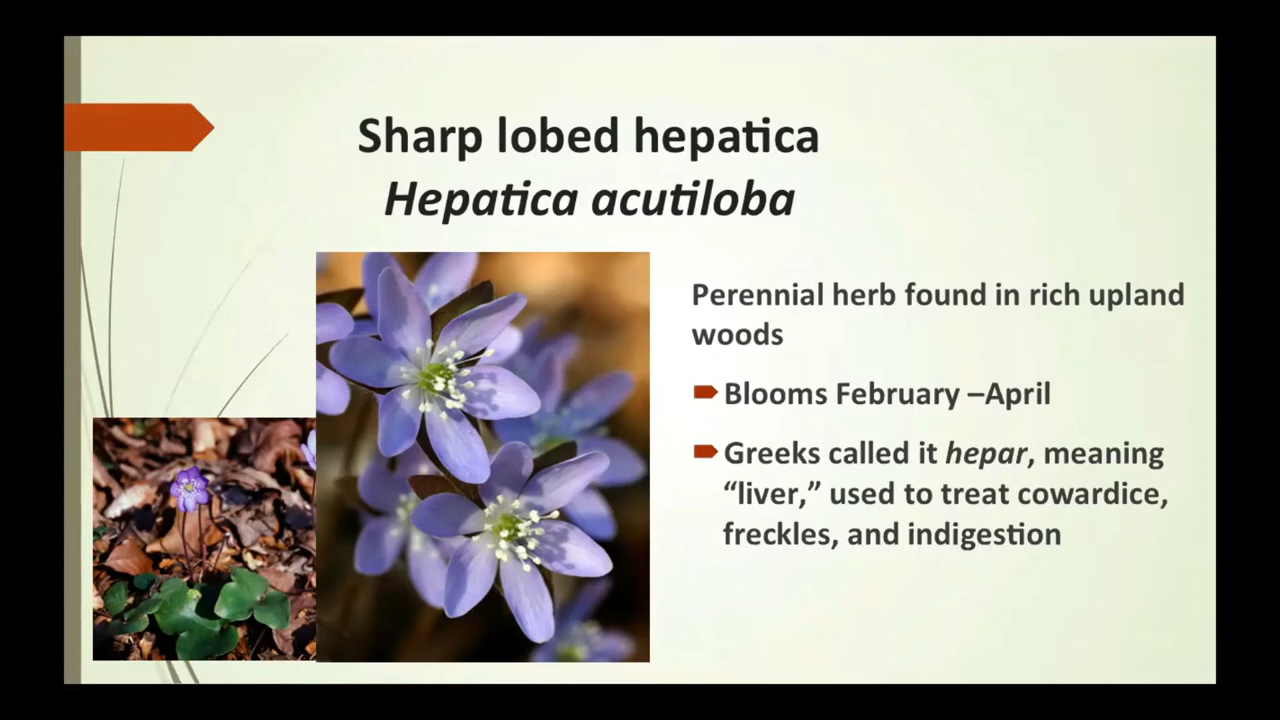 Sharp lobed hepatica
Hepatica acutiloba
Perennial herb found in rich upland
woods
Blooms February –April
Greeks called it hepar, meaning
“liver,” used to treat cowardice,
freckles, and indigestion